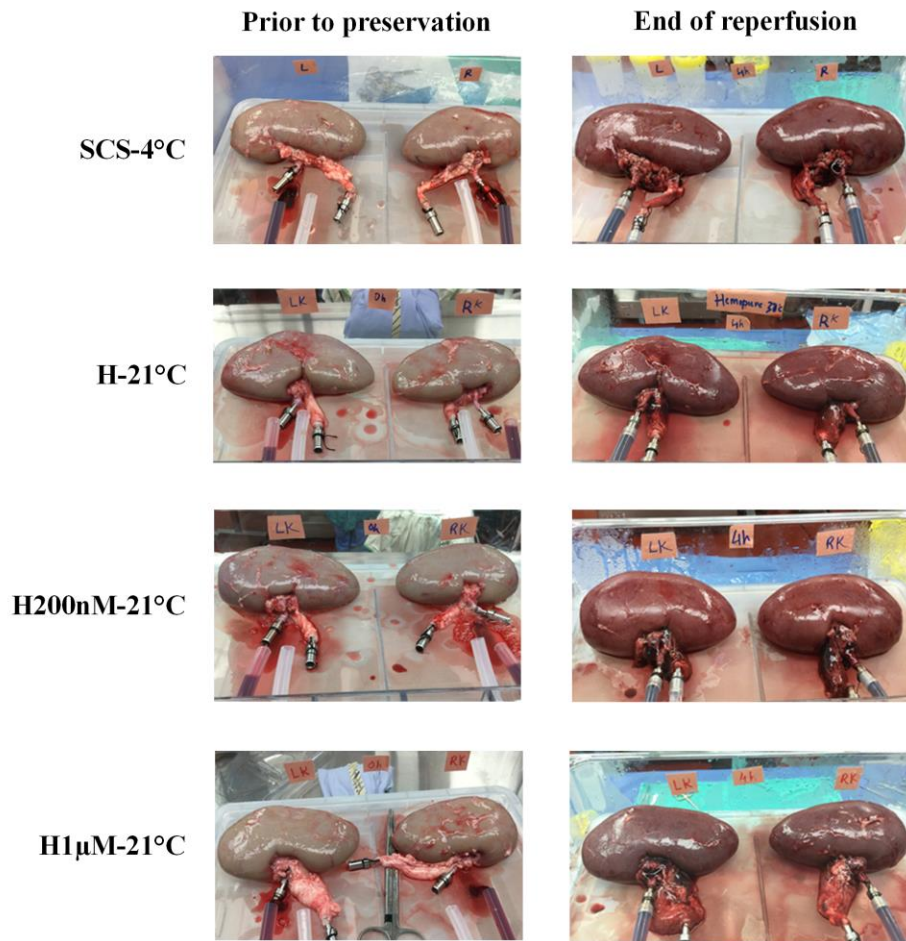 Prior to preservation
End of reperfusion
SCS-4°C
L
R
L
4h
R
H-21°C
LK
0h
RK
LK
Hemopure 38c
4h
RK
H200nM-21°C
LK
0h
RK
LK
4h
RK
H1µM-21°C
LK
0h
RK
LK
4h
RK